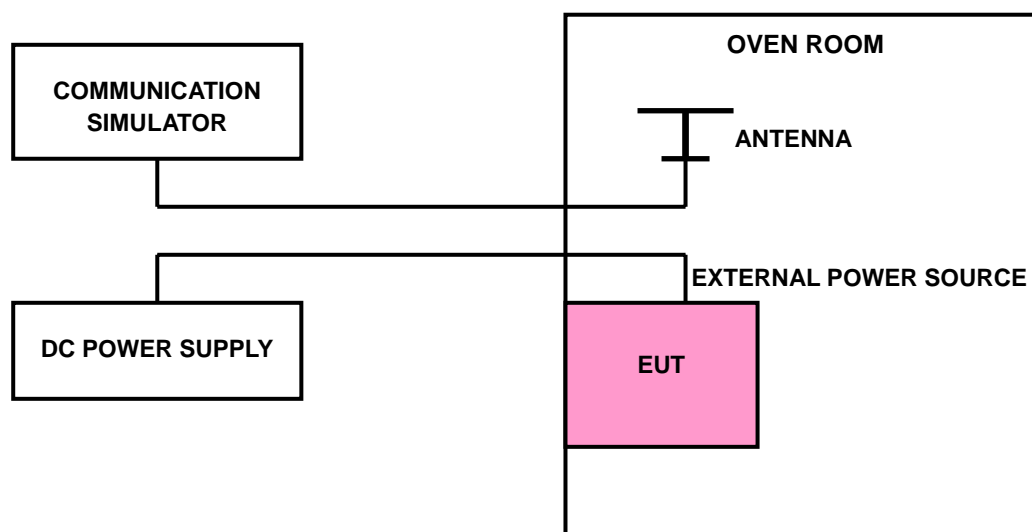 OVEN ROOM
COMMUNICATION
SIMULATOR
ANTENNA
EXTERNAL POWER SOURCE
DC POWER SUPPLY
EUT